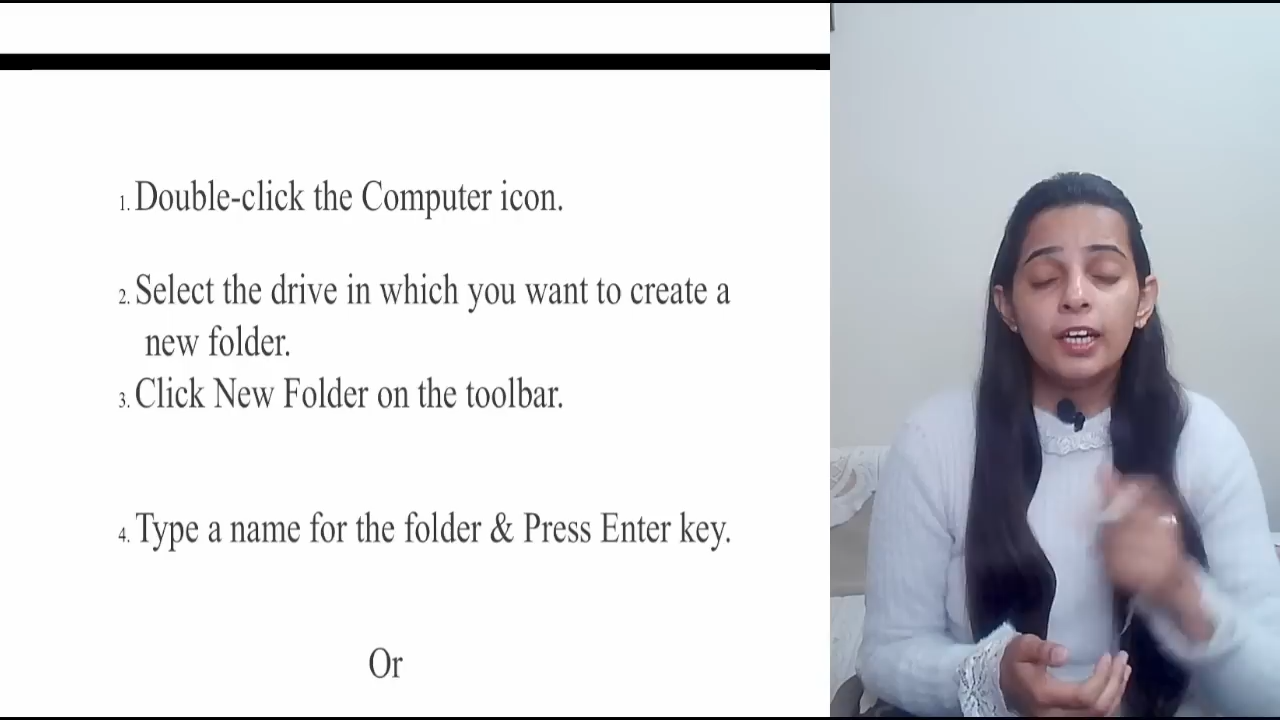 1. Double-click the Computer icon.
2. Select the drive in which you want to create a
new folder.
3. Click New Folder on the toolbar.
4. Type a name for the folder & Press Enter key.
Or